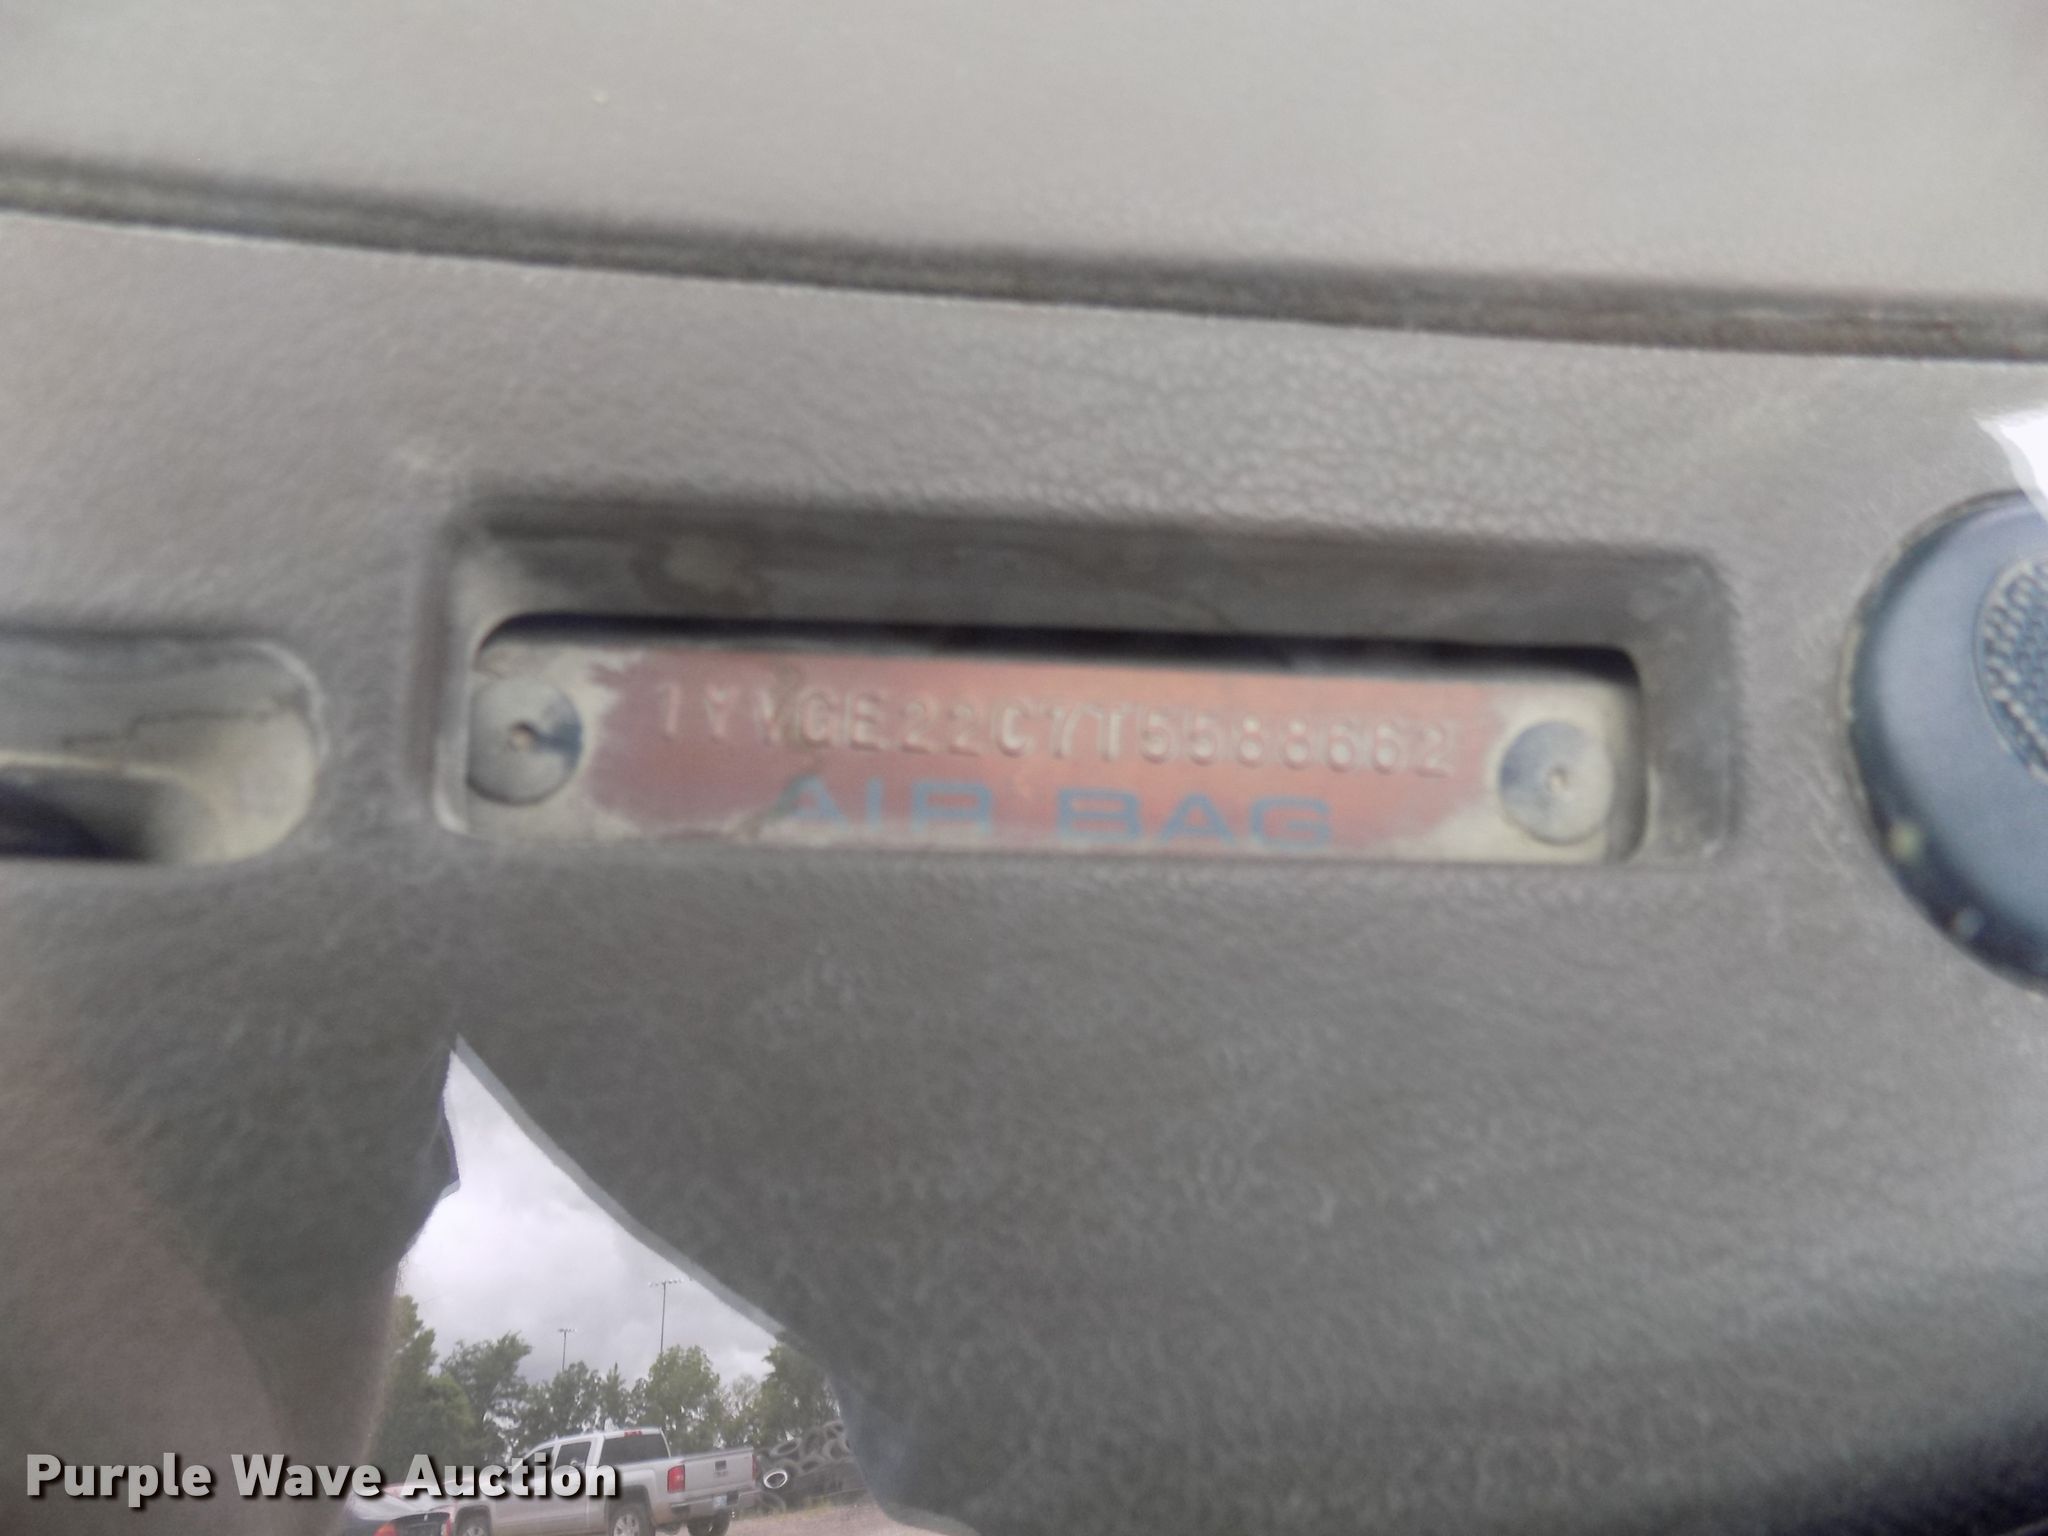 1YVGE22C7T5588662
AIR BAG
Purple Wave Auction